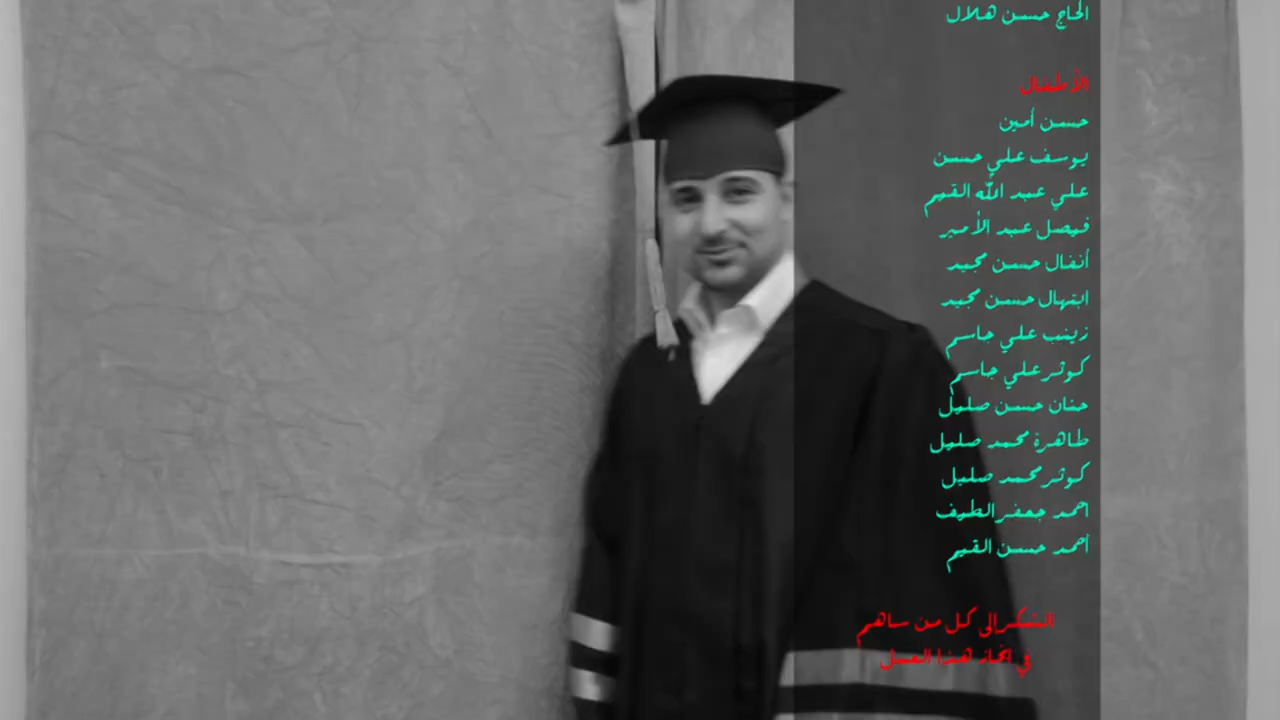 الحاج حسن هلال
الأطفال
حسن أمين
يوسف علي حسن
علي عبد الله القيم
فيصل عبد الأمير
أنفال حسن مجيد
ابتهال حسن مجيد
زينب علي جاسم
كوثر علي جاسم
حنان حسن صليل
طاهرة محمد صليل
كوثر محمد صليل
احمد جعفر الطيف
أحمد حسن القيم
الشكر إلى كل من ساهم
في انجاز هذا العمل